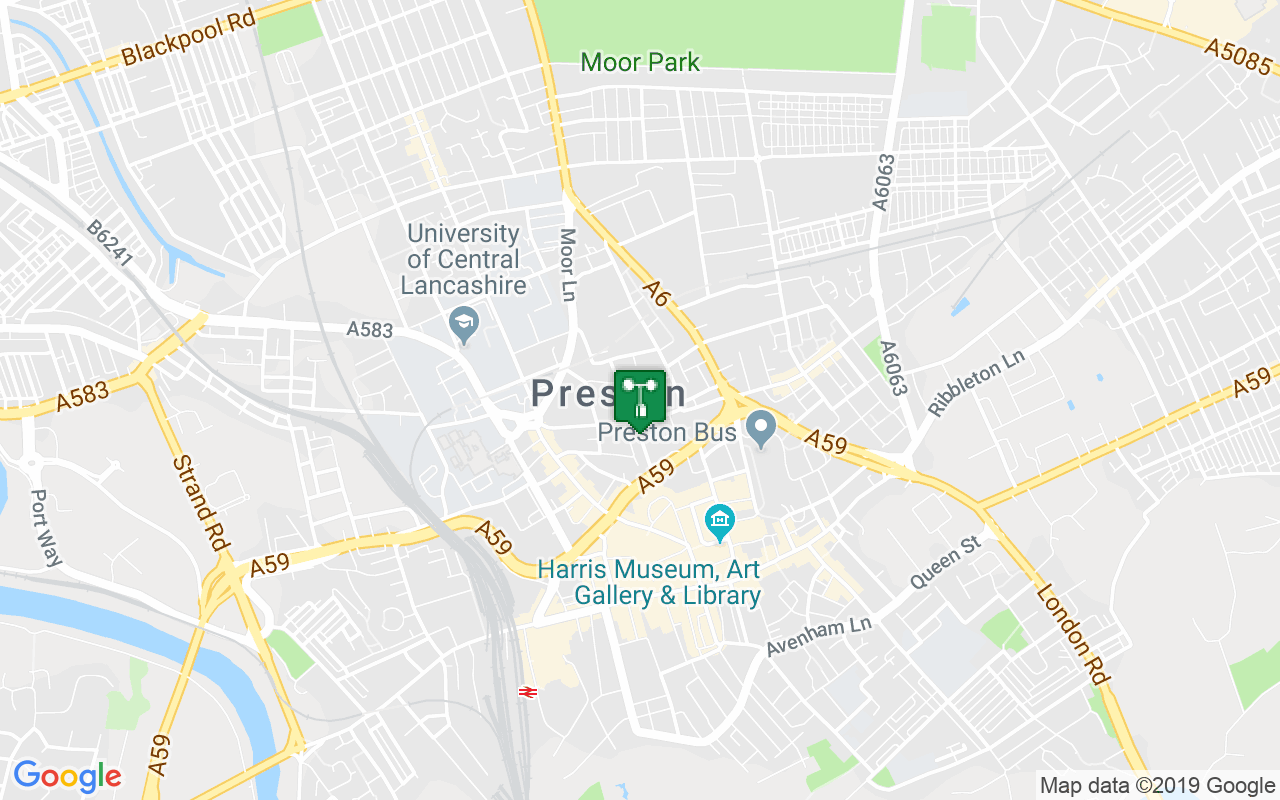 Blackpool Rd
Moor Park
A5085
A6063
B6241
University
of Central
Lancashire
Moor Ln
A6
A583
A6063
Ribbleton Ln
A583
Preston
A59
Preston Bus
A59
A59
Strand Rd
Port Way
A59
A59
Queen St
Harris Museum, Art
Gallery & Library
London Rd
Avenham Ln
A59
Google
Map data ©2019 Google